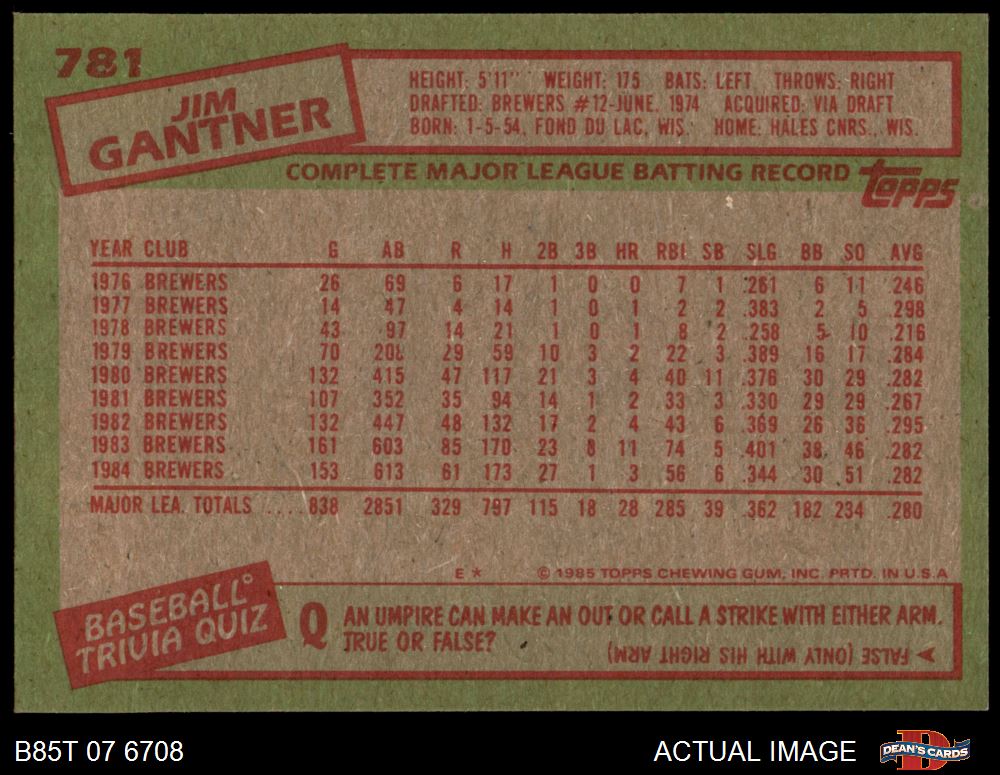 781
JIM
GANTNER
HEIGHT: 5'11" WEIGHT: 175 BATS: LEFT THROWS: RIGHT
DRAFTED: BREWERS #12-JUNE, 1974 ACQUIRED: VIA DRAFT
BORN: 1-5-54, FOND DU LAC, WIS. HOME: HALES CNRS., WIS.
COMPLETE MAJOR LEAGUE BATTING RECORD topps
YEAR CLUB G AB R H 2B 3B HR RBI SB SLG BB SO AVG
1976 BREWERS 26 69 6 17 1 0 0 7 1 .261 6 11 .246
1977 BREWERS 14 47 4 14 1 0 1 2 2 .383 2 5 .298
1978 BREWERS 43 97 14 21 1 0 1 8 2 .258 5 10 .216
1979 BREWERS 70 208 29 59 10 3 2 22 3 .389 16 17 .284
1980 BREWERS 132 415 47 117 21 3 4 40 11 .376 30 29 .282
1981 BREWERS 107 352 35 94 14 1 2 33 3 .330 29 29 .267
1982 BREWERS 132 447 48 132 17 2 4 43 6 .369 26 36 .295
1983 BREWERS 161 603 85 170 23 8 11 74 5 .401 38 46 .282
1984 BREWERS 153 613 61 173 27 1 3 56 6 .344 30 51 .282
MAJOR LEA. TOTALS ....838 2851 329 797 115 18 28 285 39 .362 182 234 .280
E * © 1985 TOPPS CHEWING GUM, INC. PRTD. IN U.S.A
BASEBALL
TRIVIA QUIZ
Q AN UMPIRE CAN MAKE AN OUT OR CALL A STRIKE WITH EITHER ARM.
TRUE OR FALSE?
FALSE (ONLY WITH HIS RIGHT ARM)
B85T 07 6708 ACTUAL IMAGE DEAN'S CARDS